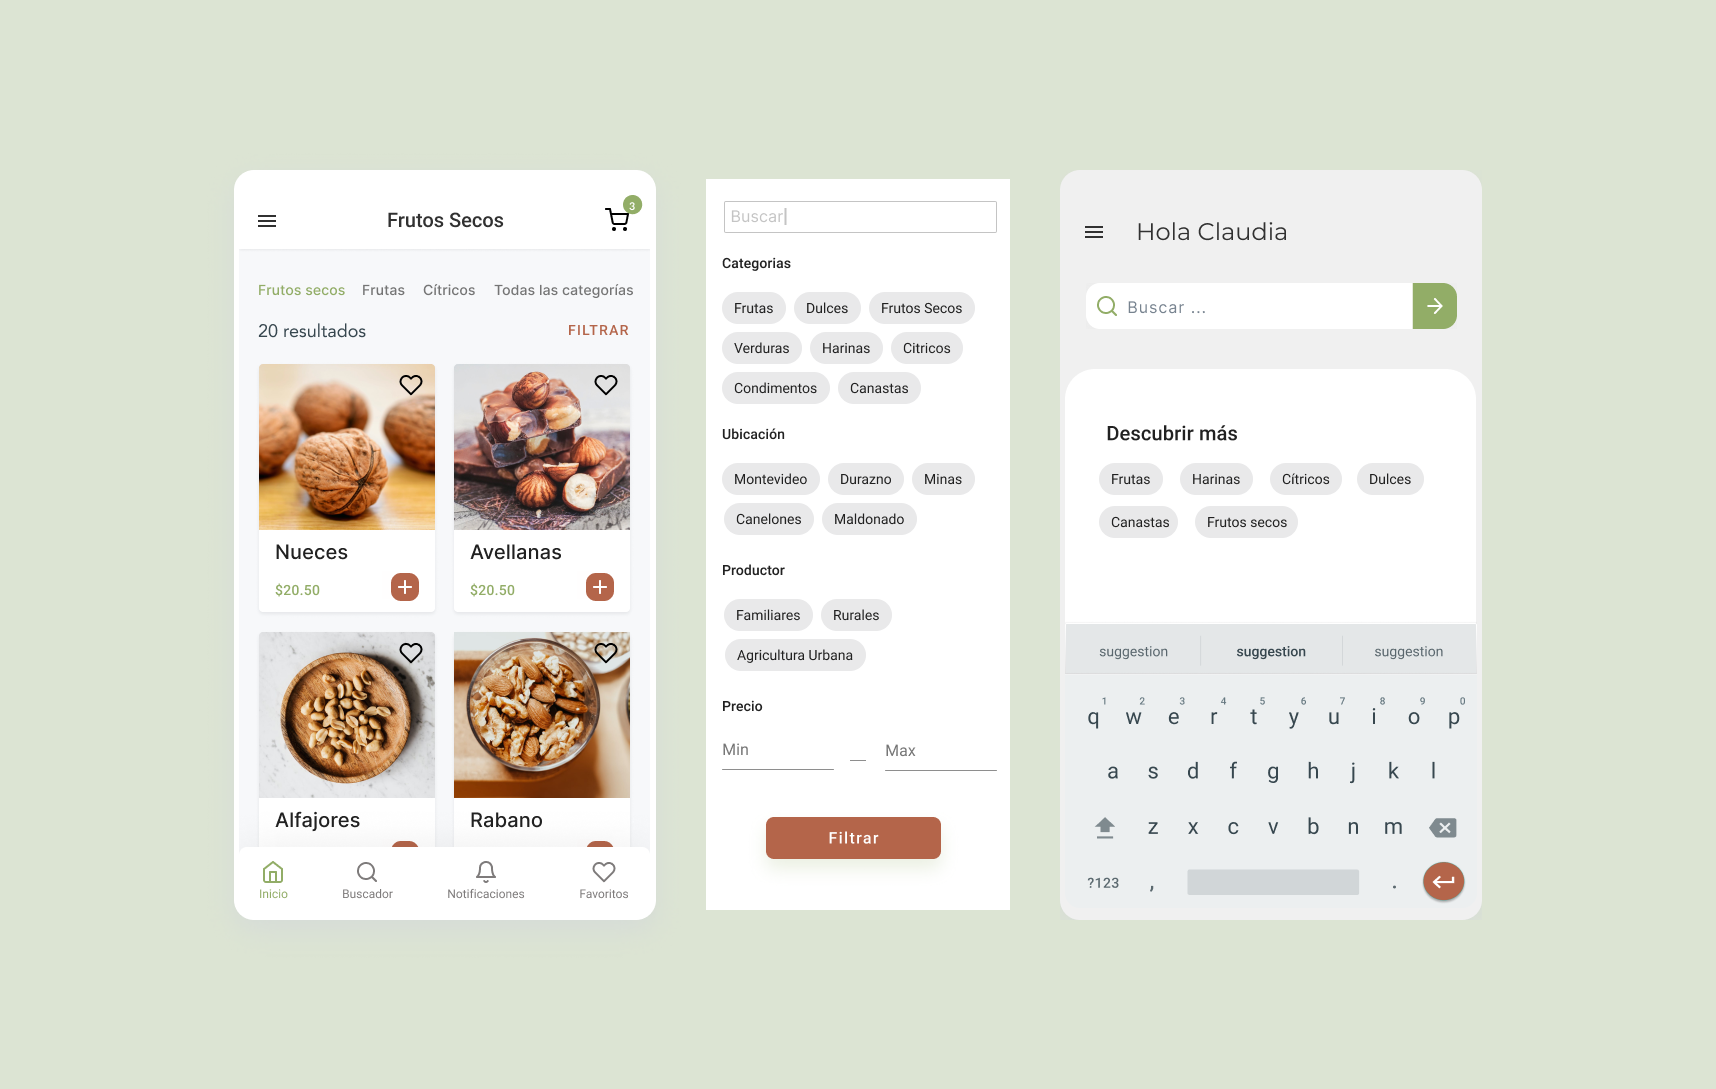 3
Frutos Secos
Frutos secos Frutas Cítricos Todas las categorías
20 resultados FILTRAR
Nueces
$20.50
Avellanas
$20.50
Alfajores
Rabano
Inicio Buscador Notificaciones Favoritos
Buscar
Categorias
Frutas Dulces Frutos Secos
Verduras Harinas Citricos
Condimentos Canastas
Ubicación
Montevideo Durazno Minas
Canelones Maldonado
Productor
Familiares Rurales
Agricultura Urbana
Precio
Min — Max
Filtrar
Hola Claudia
Buscar ...
Descubrir más
Frutas Harinas Cítricos Dulces
Canastas Frutos secos
suggestion suggestion suggestion
1 2 3 4 5 6 7 8 9 0
q w e r t y u i o p
a s d f g h j k l
z x c v b n m
?123 , .